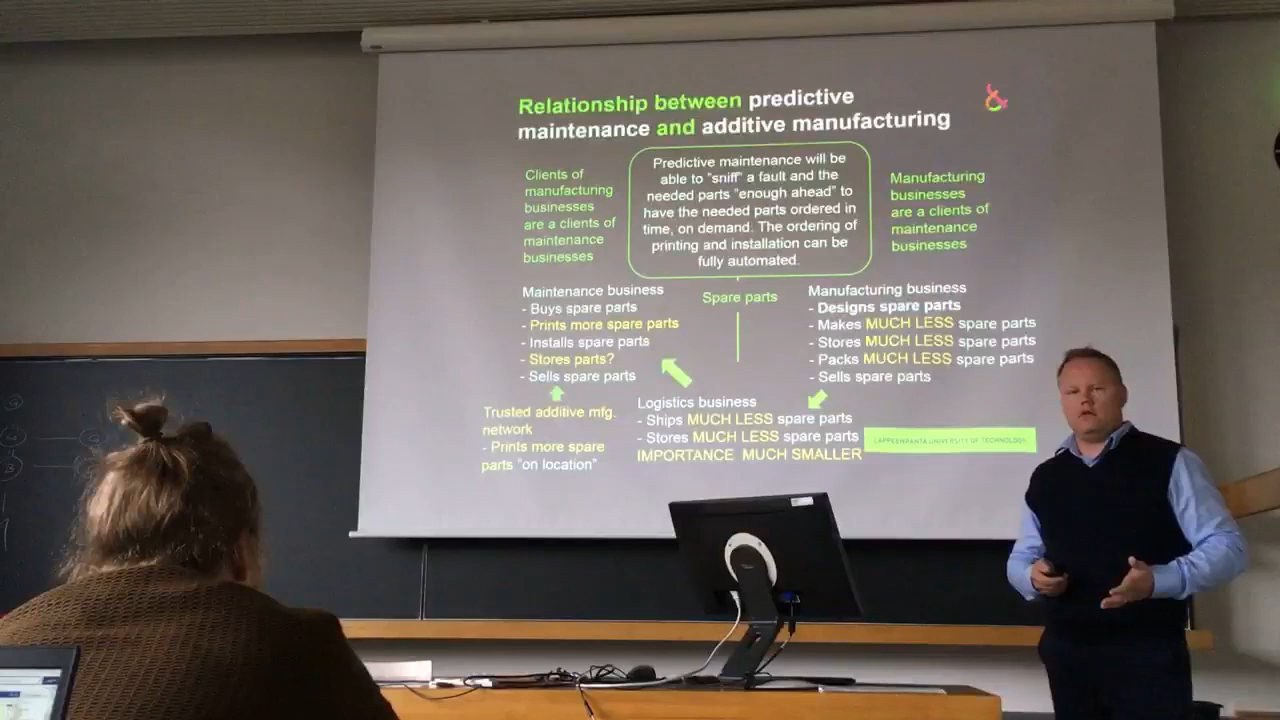 Relationship between predictive
maintenance and additive manufacturing
&
Clients of
manufacturing
businesses
are a clients of
maintenance
businesses
Predictive maintenance will be
able to "sniff" a fault and the
needed parts "enough ahead" to
have the needed parts ordered in
time, on demand. The ordering of
printing and installation can be
fully automated.
Manufacturing
businesses
are a clients of
maintenance
businesses
Maintenance business
- Buys spare parts
- Prints more spare parts
- Installs spare parts
- Stores parts?
- Sells spare parts
Spare parts
Manufacturing business
- Designs spare parts
- Makes MUCH LESS spare parts
- Stores MUCH LESS spare parts
- Packs MUCH LESS spare parts
- Sells spare parts
Trusted additive mfg.
network
- Prints more spare
parts "on location"
Logistics business
- Ships MUCH LESS spare parts
- Stores MUCH LESS spare parts
IMPORTANCE MUCH SMALLER
LAPPEENRANTA UNIVERSITY OF TECHNOLOGY